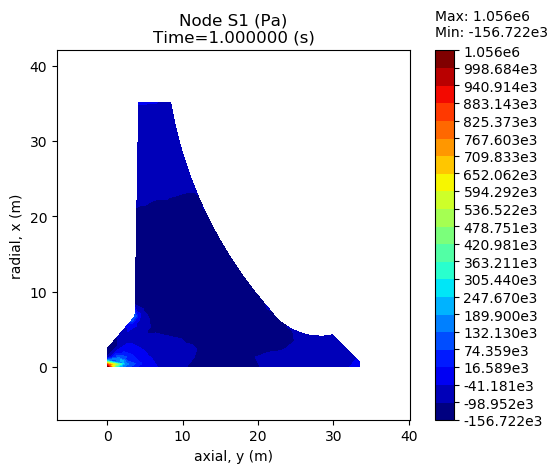 Node S1 (Pa)
Time=1.000000 (s)
Max: 1.056e6
Min: -156.722e3
1.056e6
998.684e3
940.914e3
883.143e3
825.373e3
767.603e3
709.833e3
652.062e3
594.292e3
536.522e3
478.751e3
420.981e3
363.211e3
305.440e3
247.670e3
189.900e3
132.130e3
74.359e3
16.589e3
-41.181e3
-98.952e3
-156.722e3
radial, x (m)
40
30
20
10
0
0 10 20 30 40
axial, y (m)